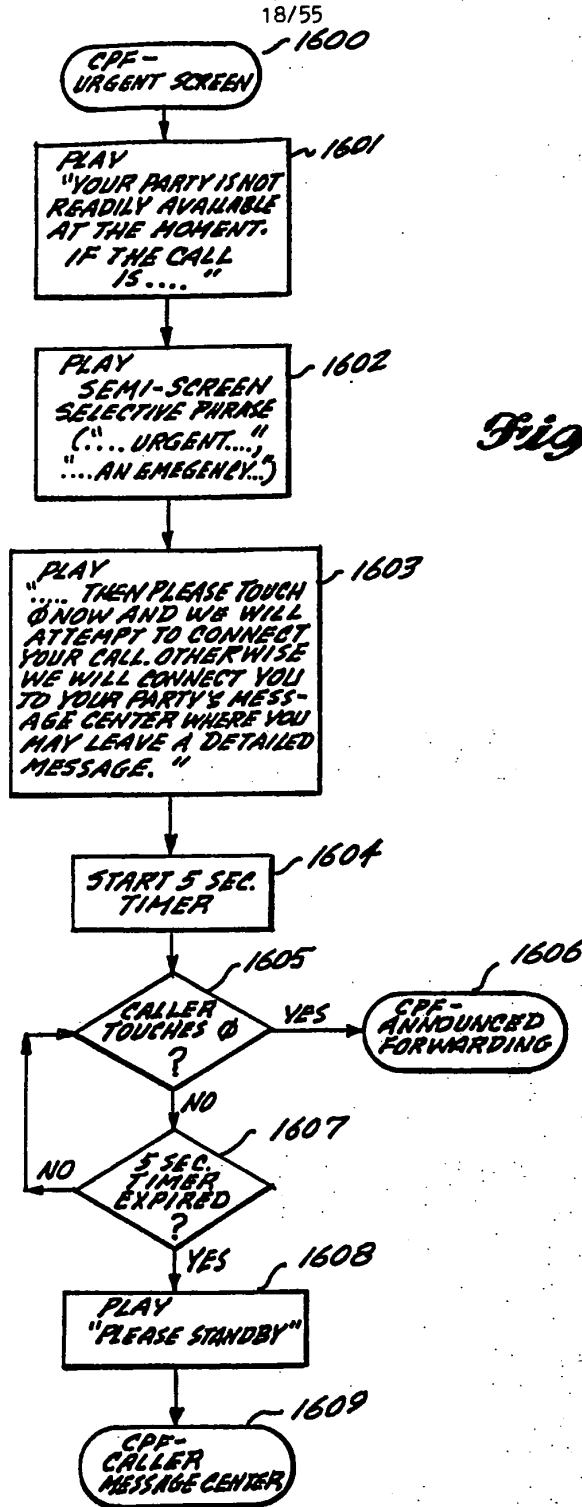 18/55
1600
CPF-
URGENT SCREEN
1601
PLAY
"YOUR PARTY IS NOT
READILY AVAILABLE
AT THE MOMENT.
IF THE CALL
IS .... "
1602
PLAY
SEMI-SCREEN
SELECTIVE PHRASE
(".... URGENT....,"
"....AN EMEGENCY...")
Fig
1603
PLAY
"..... THEN PLEASE TOUCH
Ø NOW AND WE WILL
ATTEMPT TO CONNECT
YOUR CALL. OTHERWISE
WE WILL CONNECT YOU
TO YOUR PARTY'S MESS-
AGE CENTER WHERE YOU
MAY LEAVE A DETAILED
MESSAGE. "
1604
START 5 SEC.
TIMER
1605
CALLER
TOUCHES Ø
?
YES
1606
CPF-
ANNOUNCED
FORWARDING
NO
1607
5 SEC.
TIMER
EXPIRED
?
NO
YES
1608
PLAY
"PLEASE STANDBY"
1609
CPF-
CALLER
MESSAGE CENTER